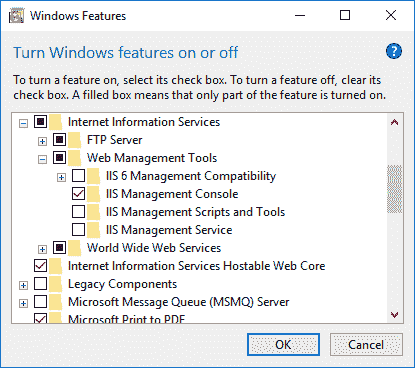 Windows Features
Turn Windows features on or off
To turn a feature on, select its check box. To turn a feature off, clear its
check box. A filled box means that only part of the feature is turned on.
Internet Information Services
FTP Server
Web Management Tools
IIS 6 Management Compatibility
IIS Management Console
IIS Management Scripts and Tools
IIS Management Service
World Wide Web Services
Internet Information Services Hostable Web Core
Legacy Components
Microsoft Message Queue (MSMQ) Server
Microsoft Print to PDF
OK
Cancel